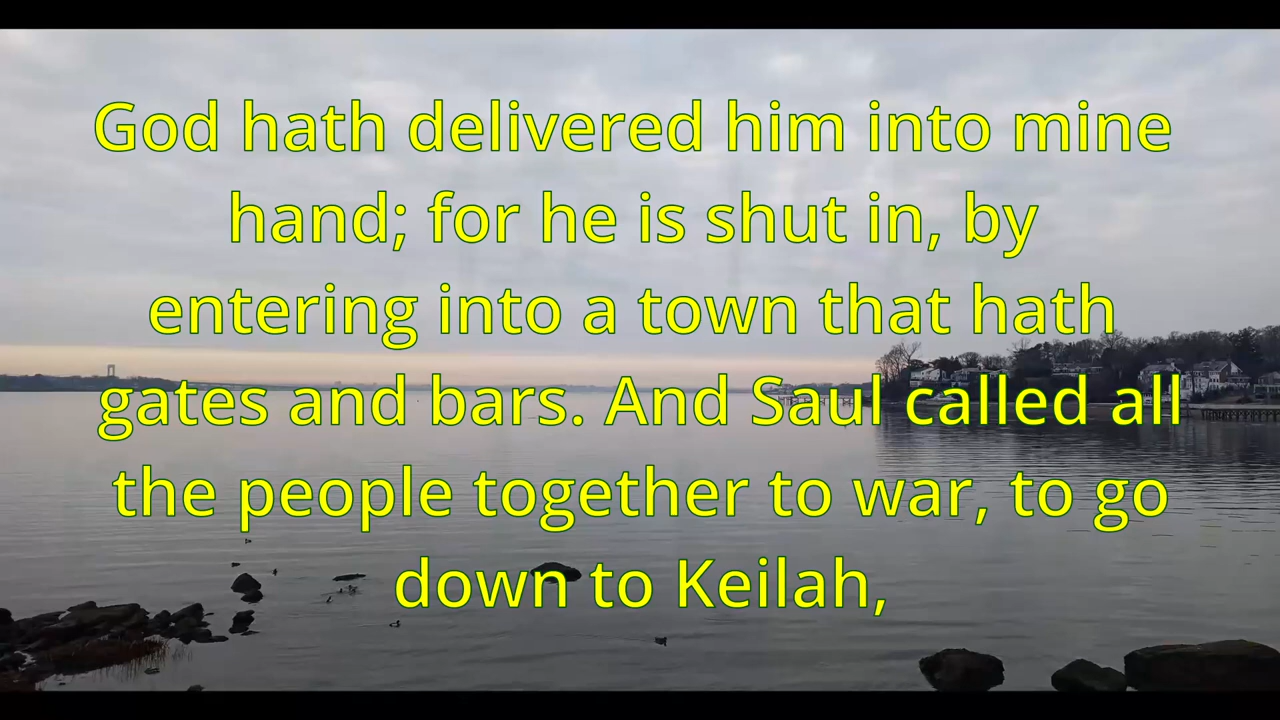 God hath delivered him into mine
hand; for he is shut in, by
entering into a town that hath
gates and bars. And Saul called all
the people together to war, to go
down to Keilah,